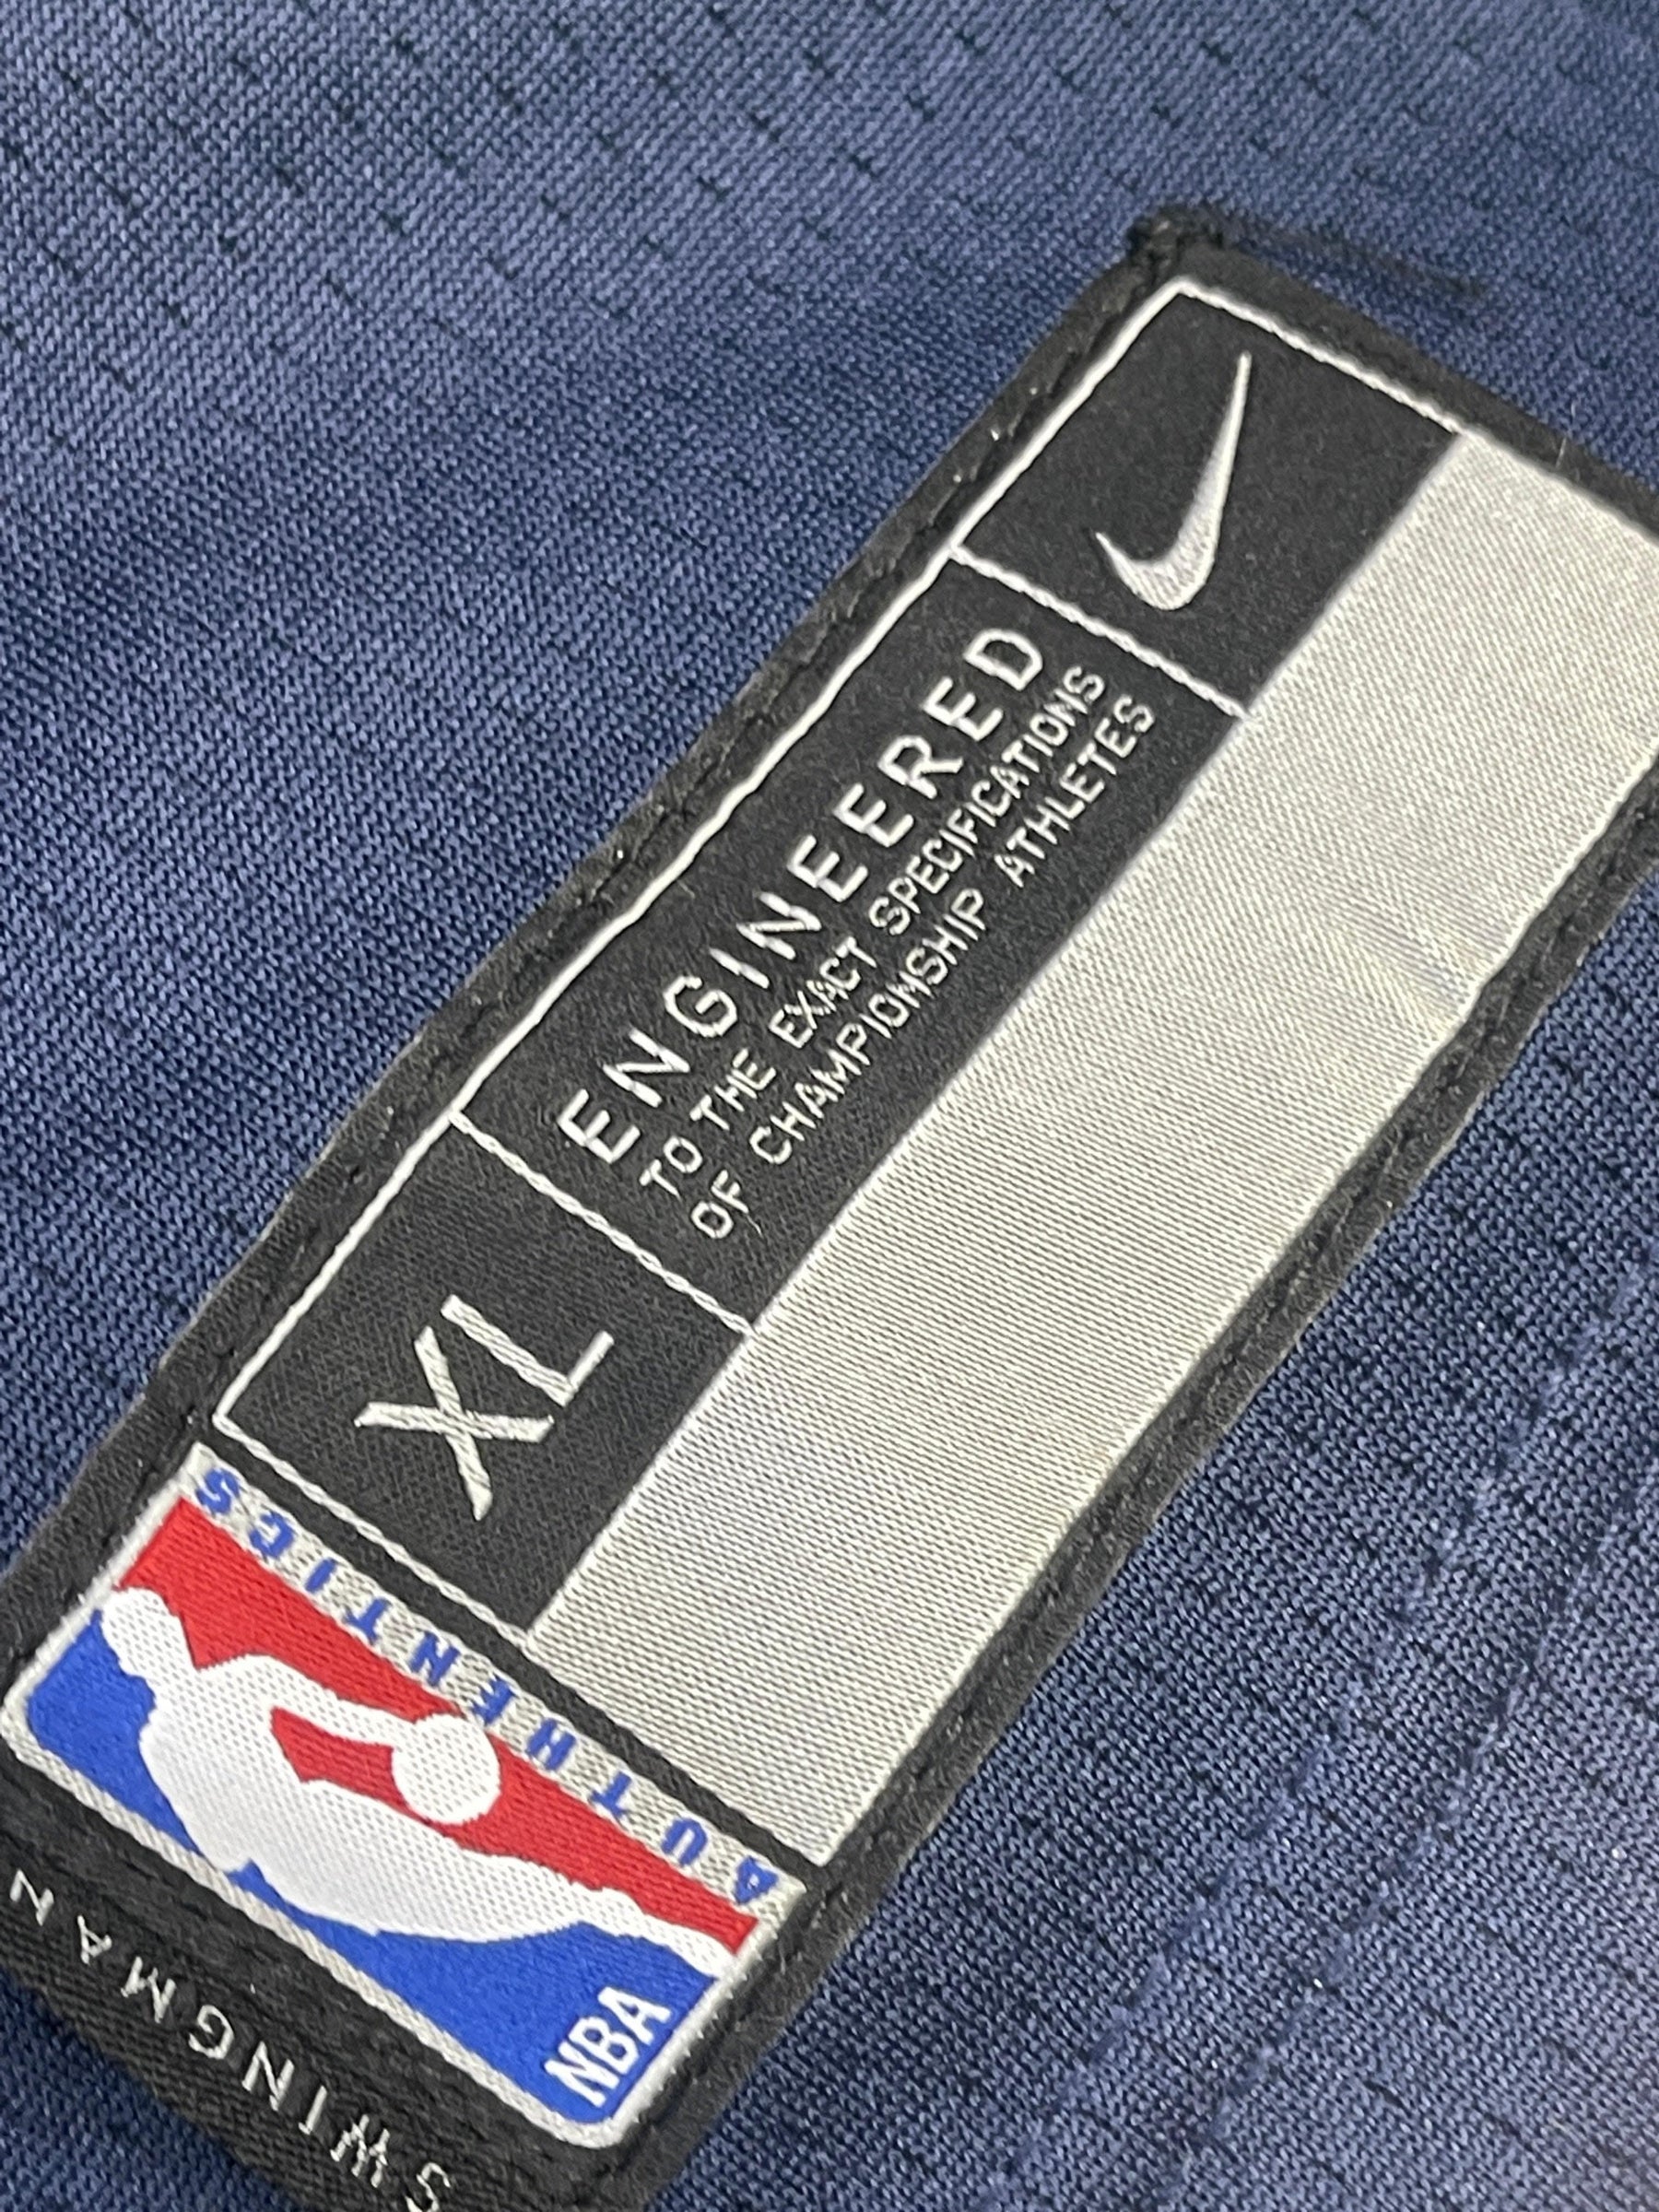 ENGINEERED
TO THE EXACT SPECIFICATIONS
OF CHAMPIONSHIP ATHLETES
XL
AUTHENTICS
NBA
SWINGMAN